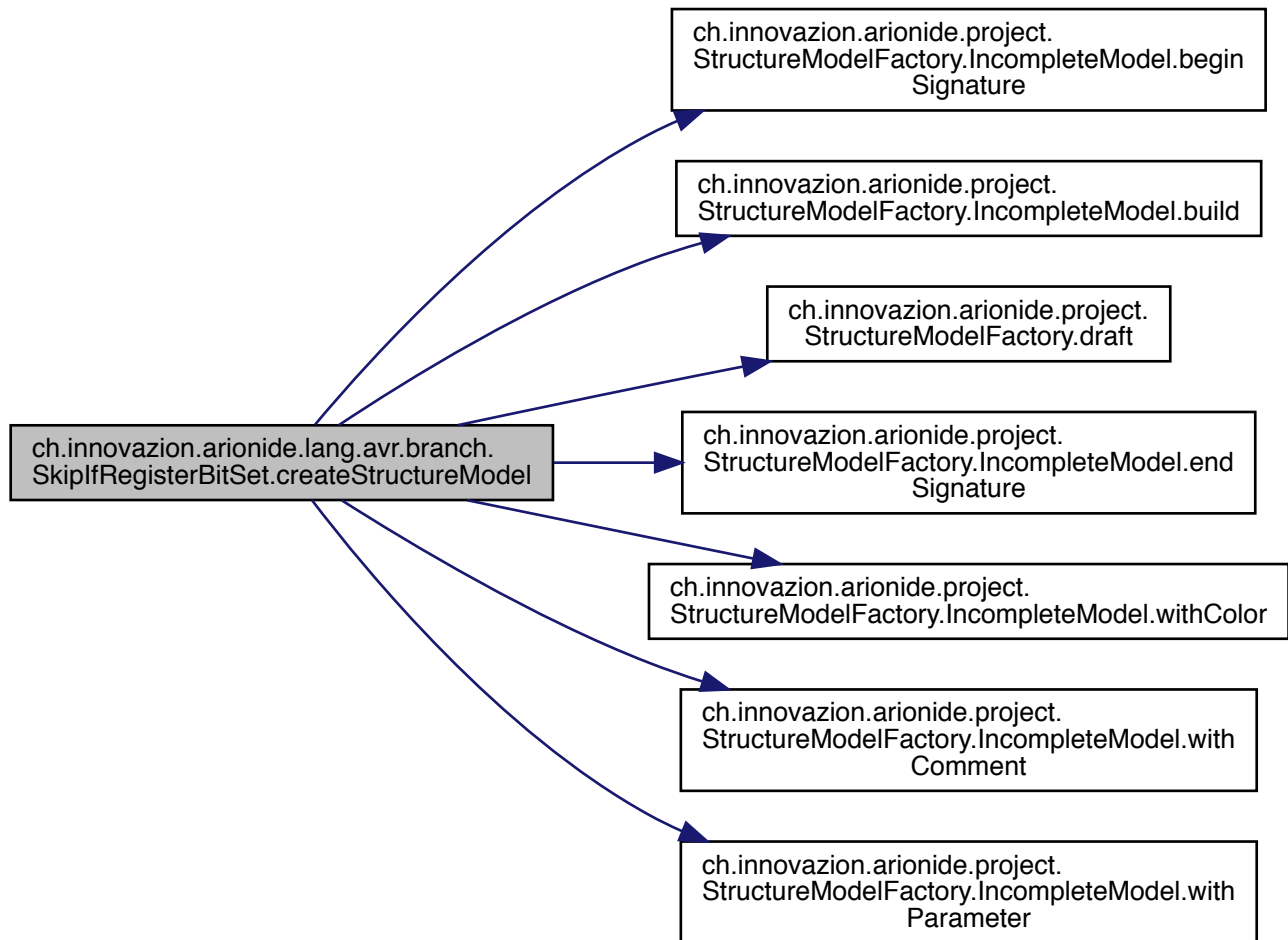 ch.innovazion.arionide.project.
StructureModelFactory.IncompleteModel.begin
Signature
ch.innovazion.arionide.project.
StructureModelFactory.IncompleteModel.build
ch.innovazion.arionide.project.
StructureModelFactory.draft
ch.innovazion.arionide.lang.avr.branch.
SkipIfRegisterBitSet.createStructureModel
ch.innovazion.arionide.project.
StructureModelFactory.IncompleteModel.end
Signature
ch.innovazion.arionide.project.
StructureModelFactory.IncompleteModel.withColor
ch.innovazion.arionide.project.
StructureModelFactory.IncompleteModel.with
Comment
ch.innovazion.arionide.project.
StructureModelFactory.IncompleteModel.with
Parameter